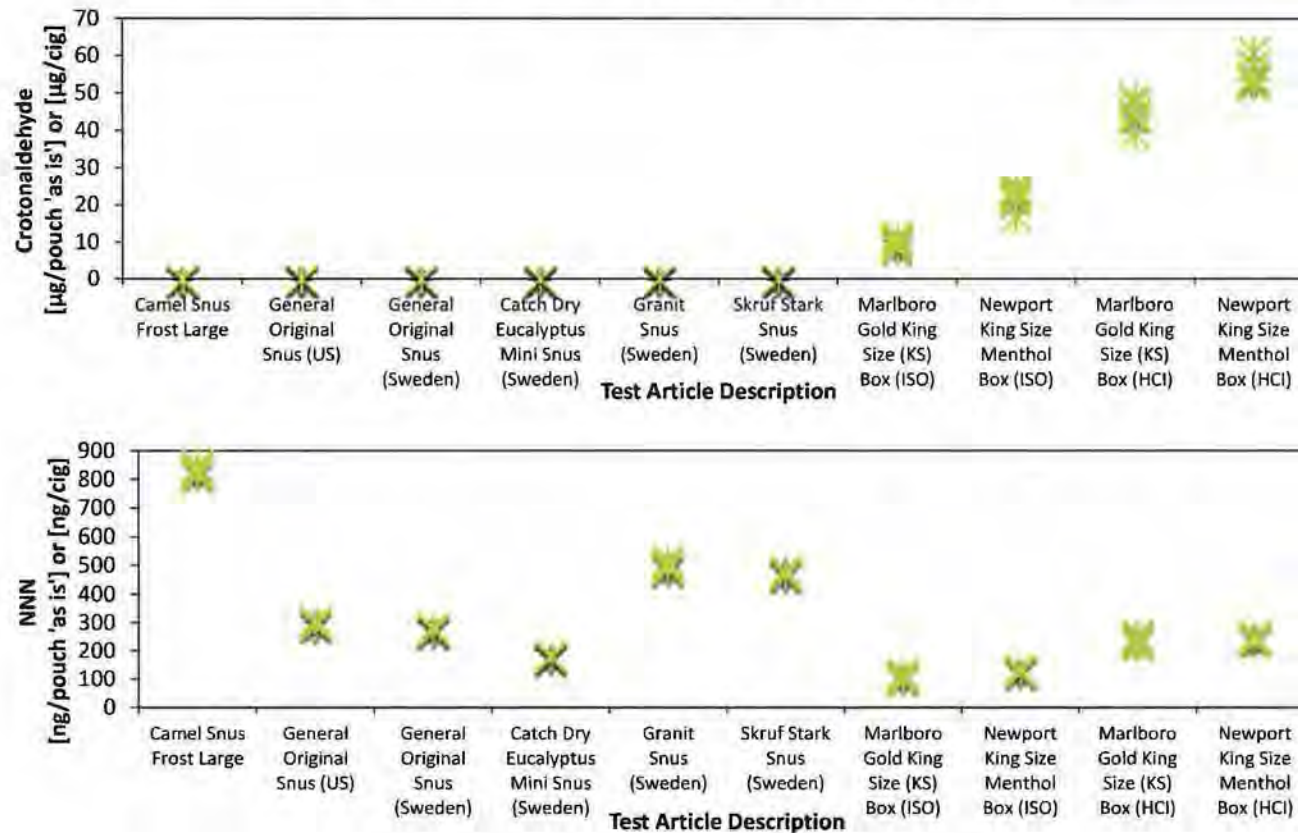 Crotonaldehyde
[µg/pouch 'as is'] or [µg/cig]
70
60
50
40
30
20
10
0
Camel Snus
Frost Large
General
Original
Snus (US)
General
Original
Snus
(Sweden)
Catch Dry
Eucalyptus
Mini Snus
(Sweden)
Granit
Snus
(Sweden)
Skruf Stark
Snus
(Sweden)
Marlboro
Gold King
Size (KS)
Box (ISO)
Newport
King Size
Menthol
Box (ISO)
Marlboro
Gold King
Size (KS)
Box (HCI)
Newport
King Size
Menthol
Box (HCI)
Test Article Description
NNN
[ng/pouch 'as is'] or [ng/cig]
900
800
700
600
500
400
300
200
100
0
Camel Snus
Frost Large
General
Original
Snus (US)
General
Original
Snus
(Sweden)
Catch Dry
Eucalyptus
Mini Snus
(Sweden)
Granit
Snus
(Sweden)
Skruf Stark
Snus
(Sweden)
Marlboro
Gold King
Size (KS)
Box (ISO)
Newport
King Size
Menthol
Box (ISO)
Marlboro
Gold King
Size (KS)
Box (HCI)
Newport
King Size
Menthol
Box (HCI)
Test Article Description